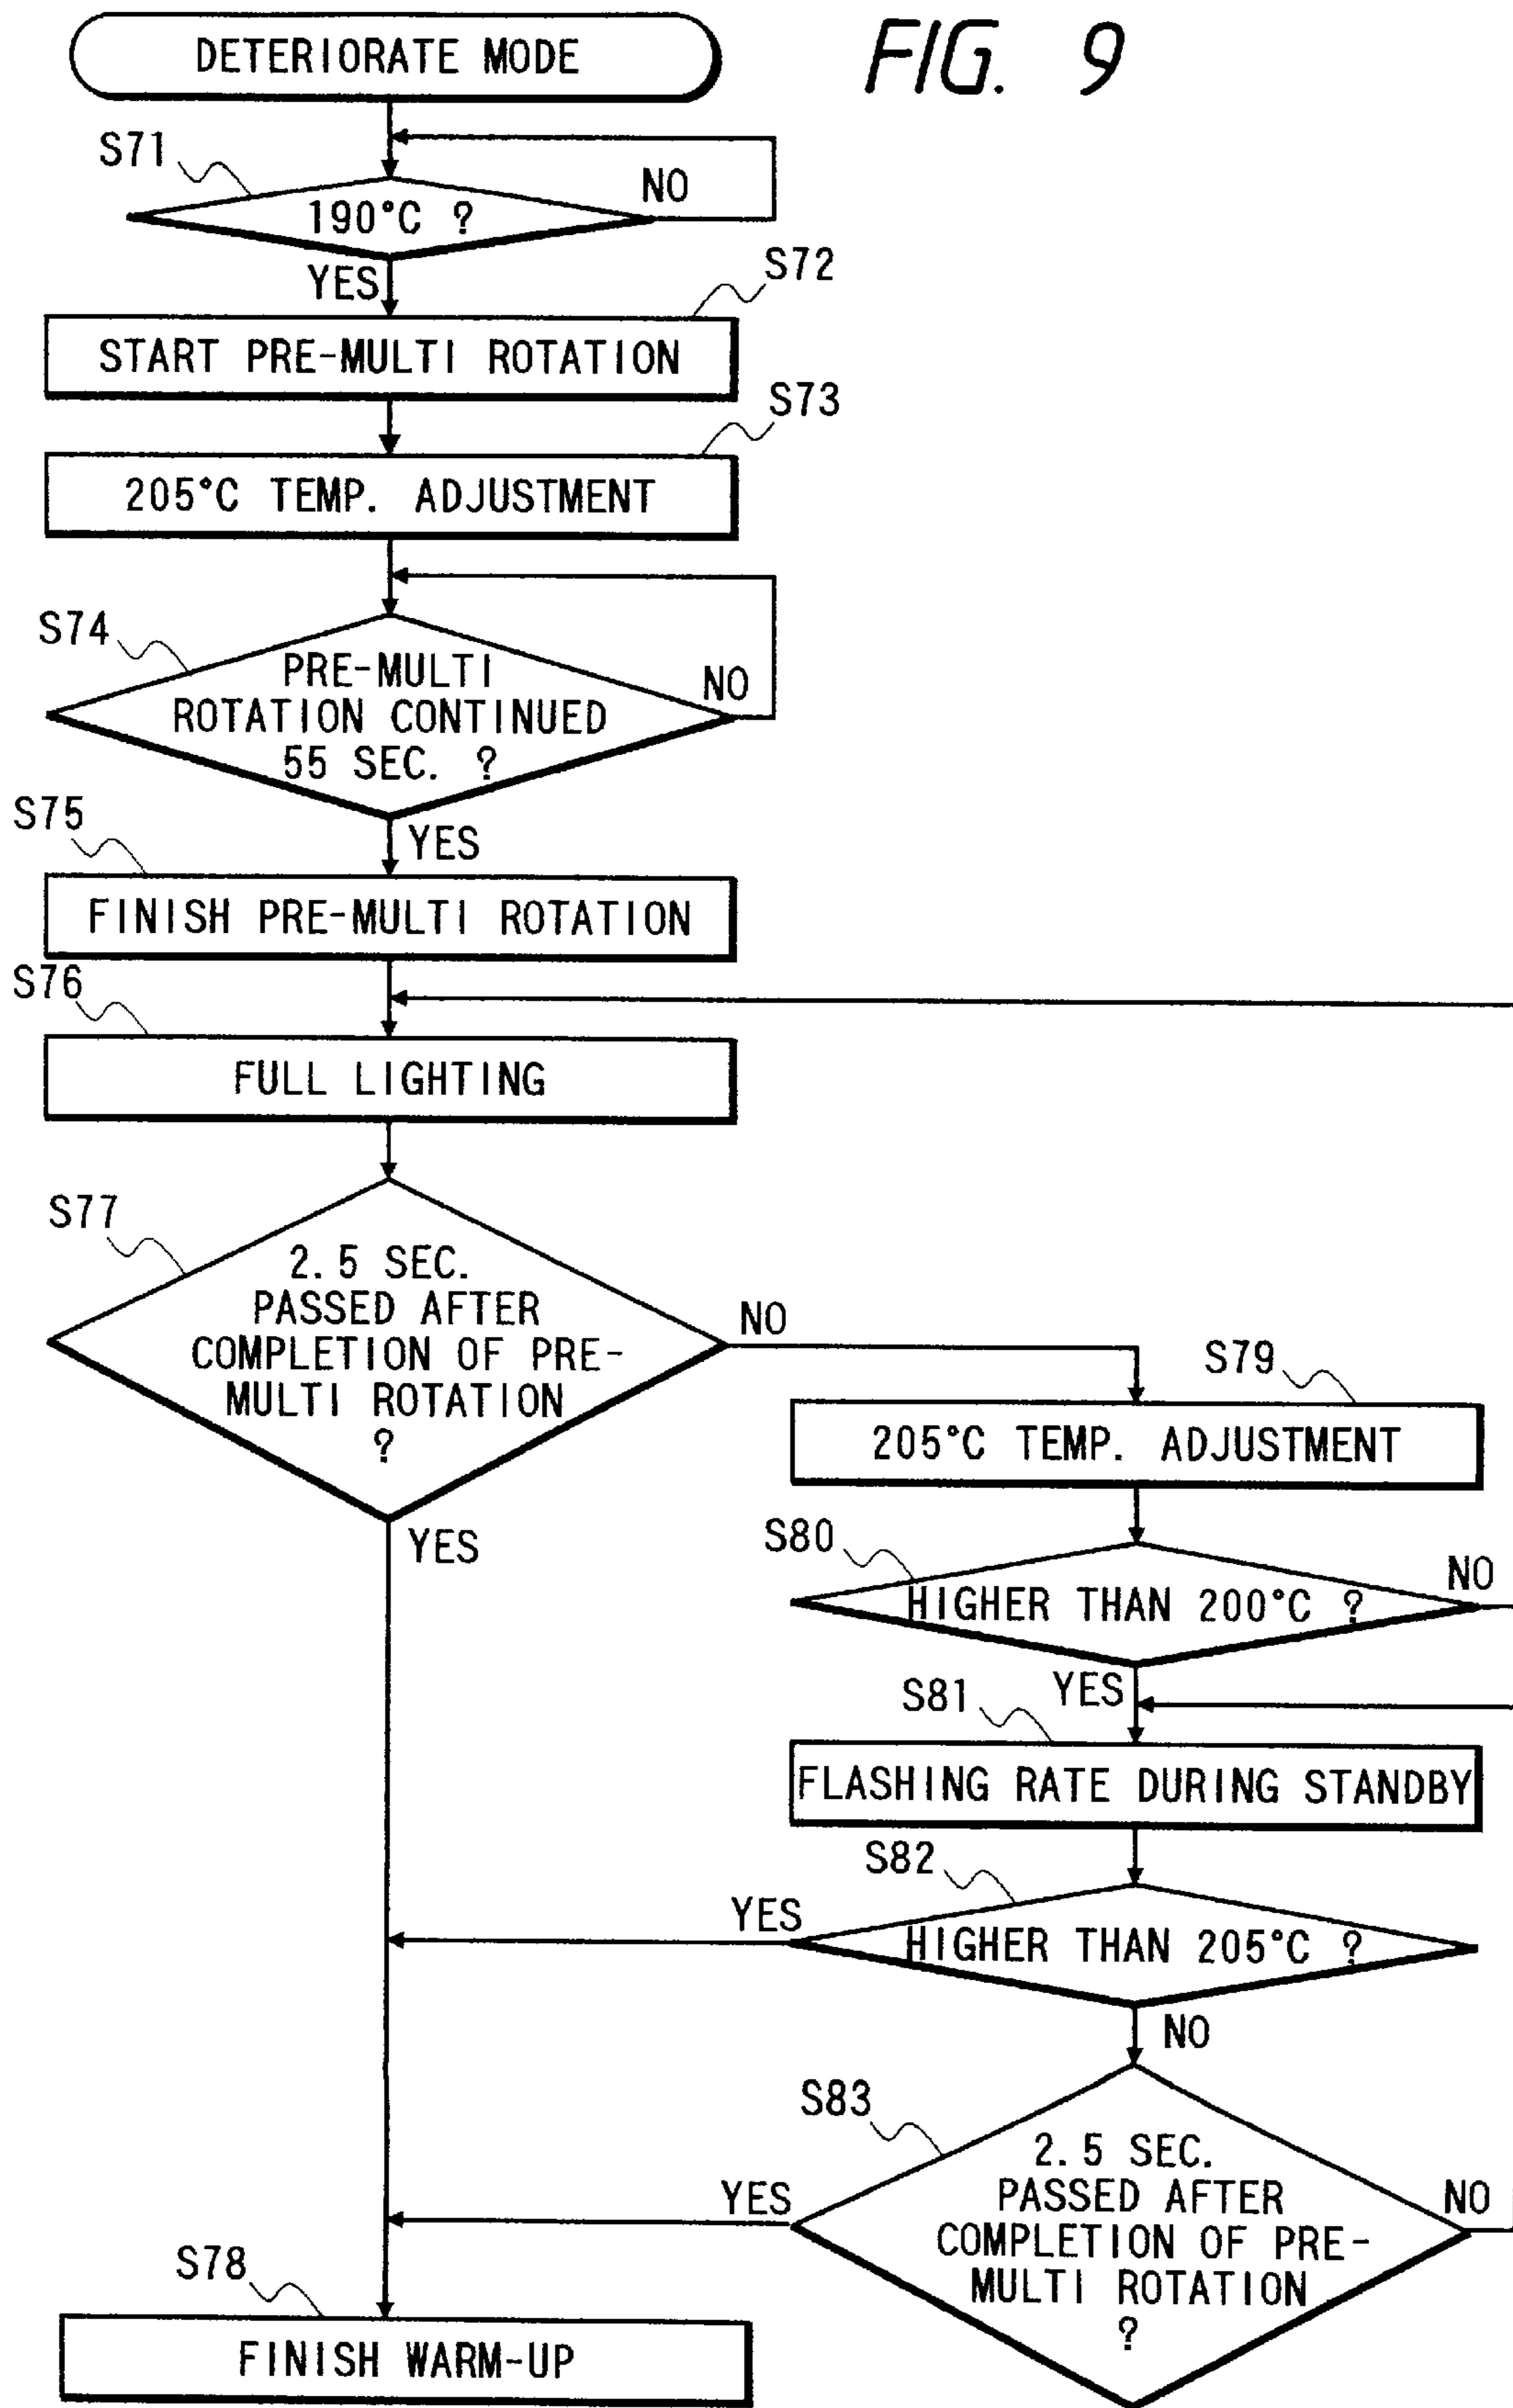 FIG. 9
DETERIORATE MODE
S71
190°C ?
NO
YES
S72
START PRE-MULTI ROTATION
S73
205°C TEMP. ADJUSTMENT
S74
PRE-MULTI
ROTATION CONTINUED
55 SEC. ?
NO
YES
S75
FINISH PRE-MULTI ROTATION
S76
FULL LIGHTING
S77
2.5 SEC.
PASSED AFTER
COMPLETION OF PRE-
MULTI ROTATION
?
NO
YES
S79
205°C TEMP. ADJUSTMENT
S80
HIGHER THAN 200°C ?
NO
YES
S81
FLASHING RATE DURING STANDBY
S82
HIGHER THAN 205°C ?
YES
NO
S83
2.5 SEC.
PASSED AFTER
COMPLETION OF PRE-
MULTI ROTATION
?
YES
NO
S78
FINISH WARM-UP